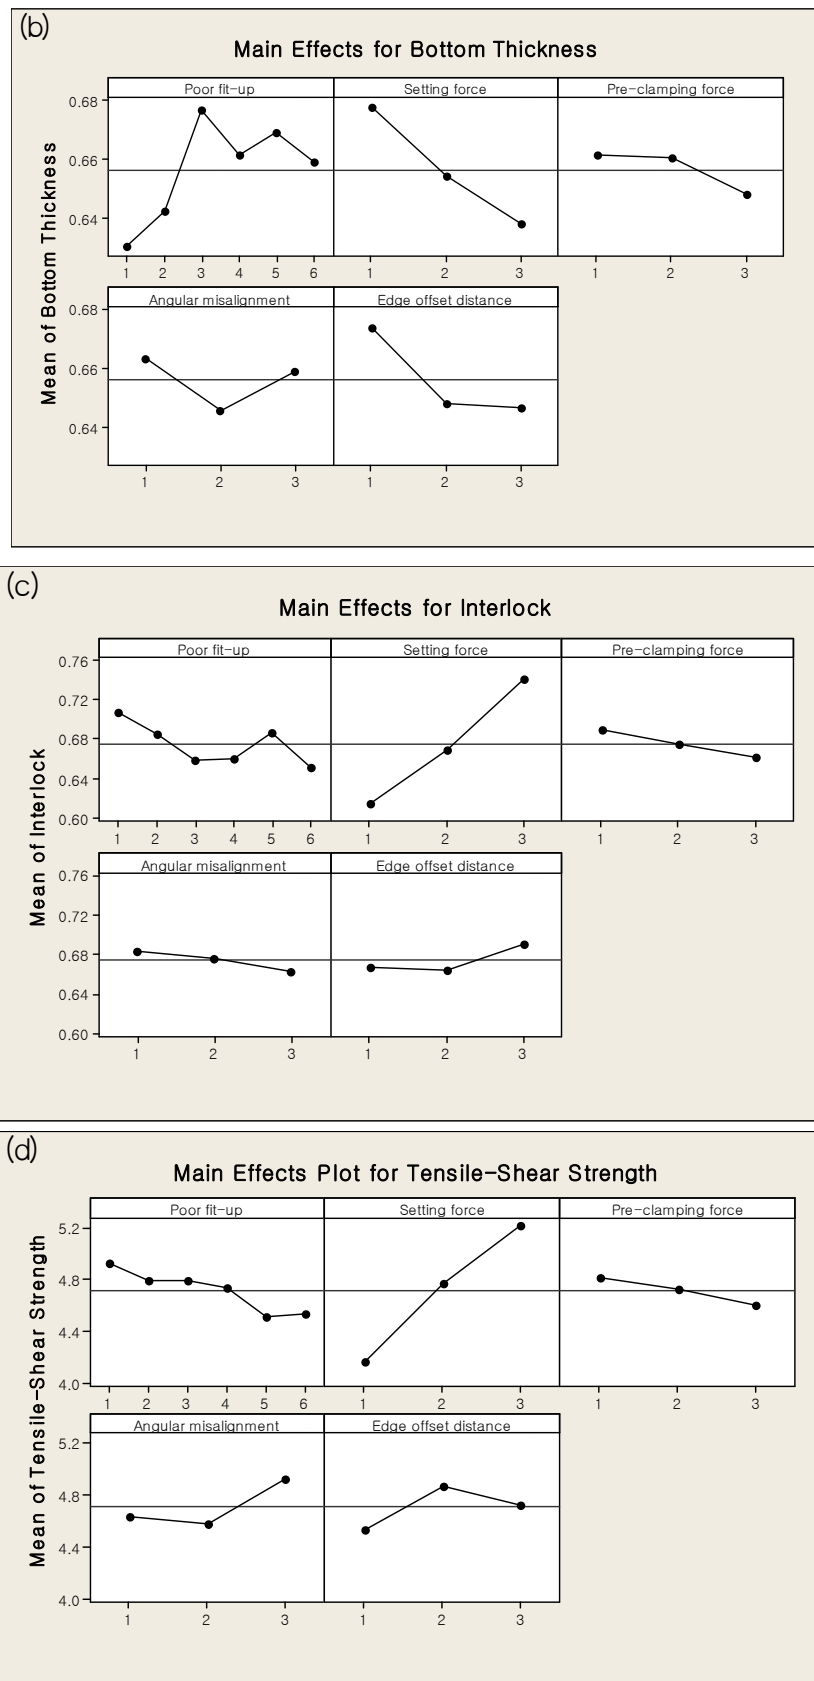 (b)
Main Effects for Bottom Thickness
Mean of Bottom Thickness
Poor fit-up Setting force Pre-clamping force
0.68
0.66
0.64
1 2 3 4 5 6 1 2 3 1 2 3
Angular misalignment Edge offset distance
0.68
0.66
0.64
1 2 3 1 2 3
(c)
Main Effects for Interlock
Mean of Interlock
Poor fit-up Setting force Pre-clamping force
0.76
0.72
0.68
0.64
0.60
1 2 3 4 5 6 1 2 3 1 2 3
Angular misalignment Edge offset distance
0.76
0.72
0.68
0.64
0.60
1 2 3 1 2 3
(d)
Main Effects Plot for Tensile-Shear Strength
Mean of Tensile-Shear Strength
Poor fit-up Setting force Pre-clamping force
5.2
4.8
4.4
4.0
1 2 3 4 5 6 1 2 3 1 2 3
Angular misalignment Edge offset distance
5.2
4.8
4.4
4.0
1 2 3 1 2 3